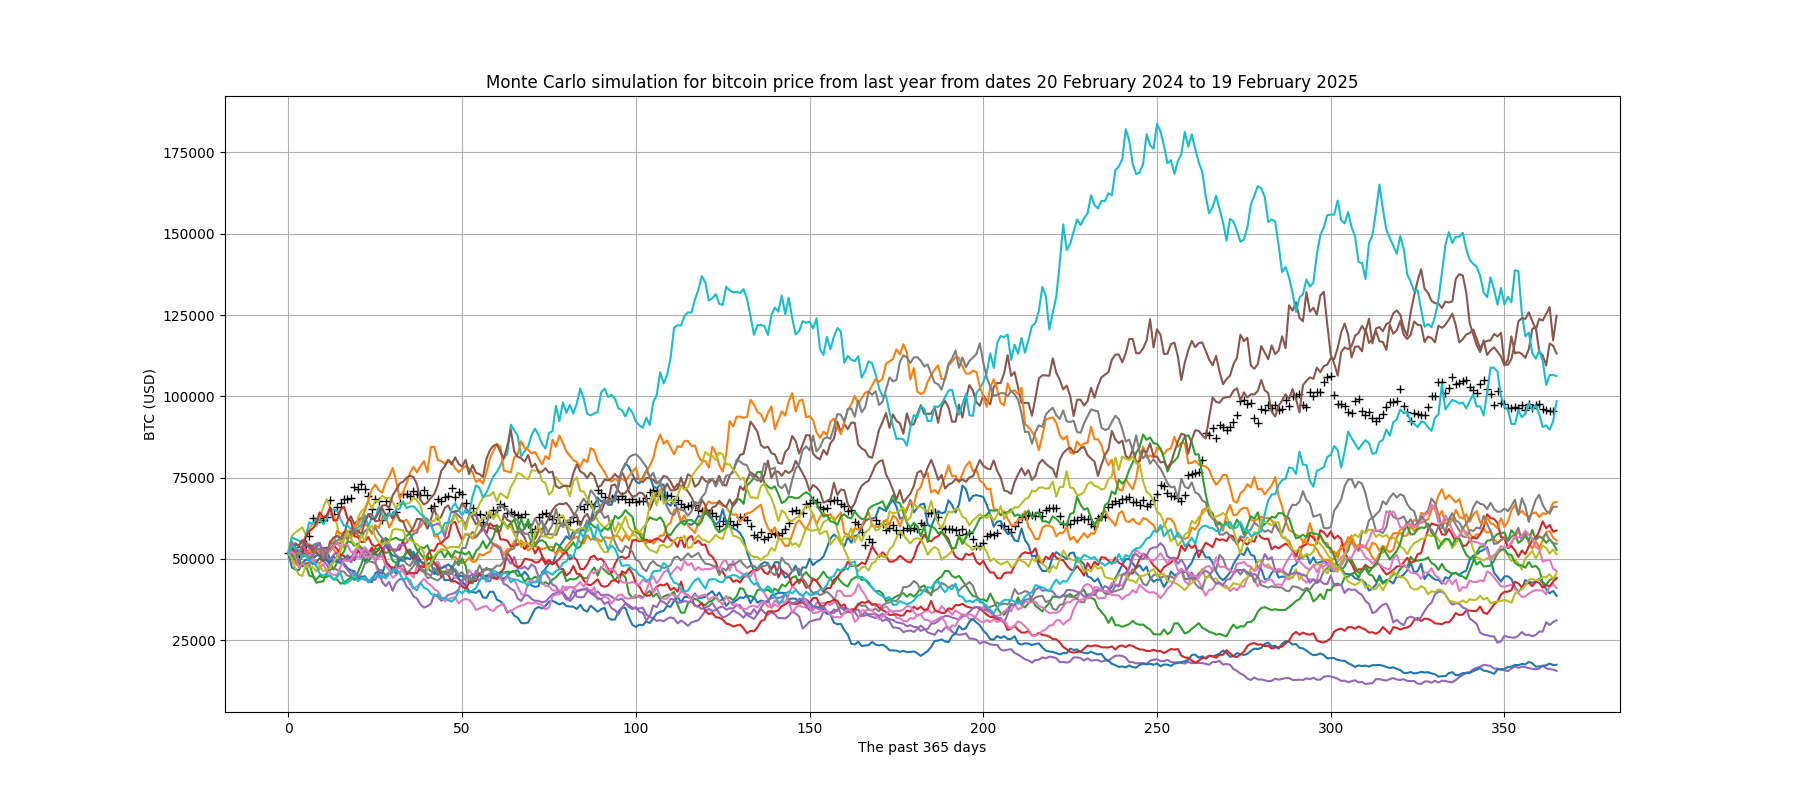 Monte Carlo simulation for bitcoin price from last year from dates 20 February 2024 to 19 February 2025
175000
150000
125000
100000
75000
50000
25000
BTC (USD)
0 50 100 150 200 250 300 350
The past 365 days